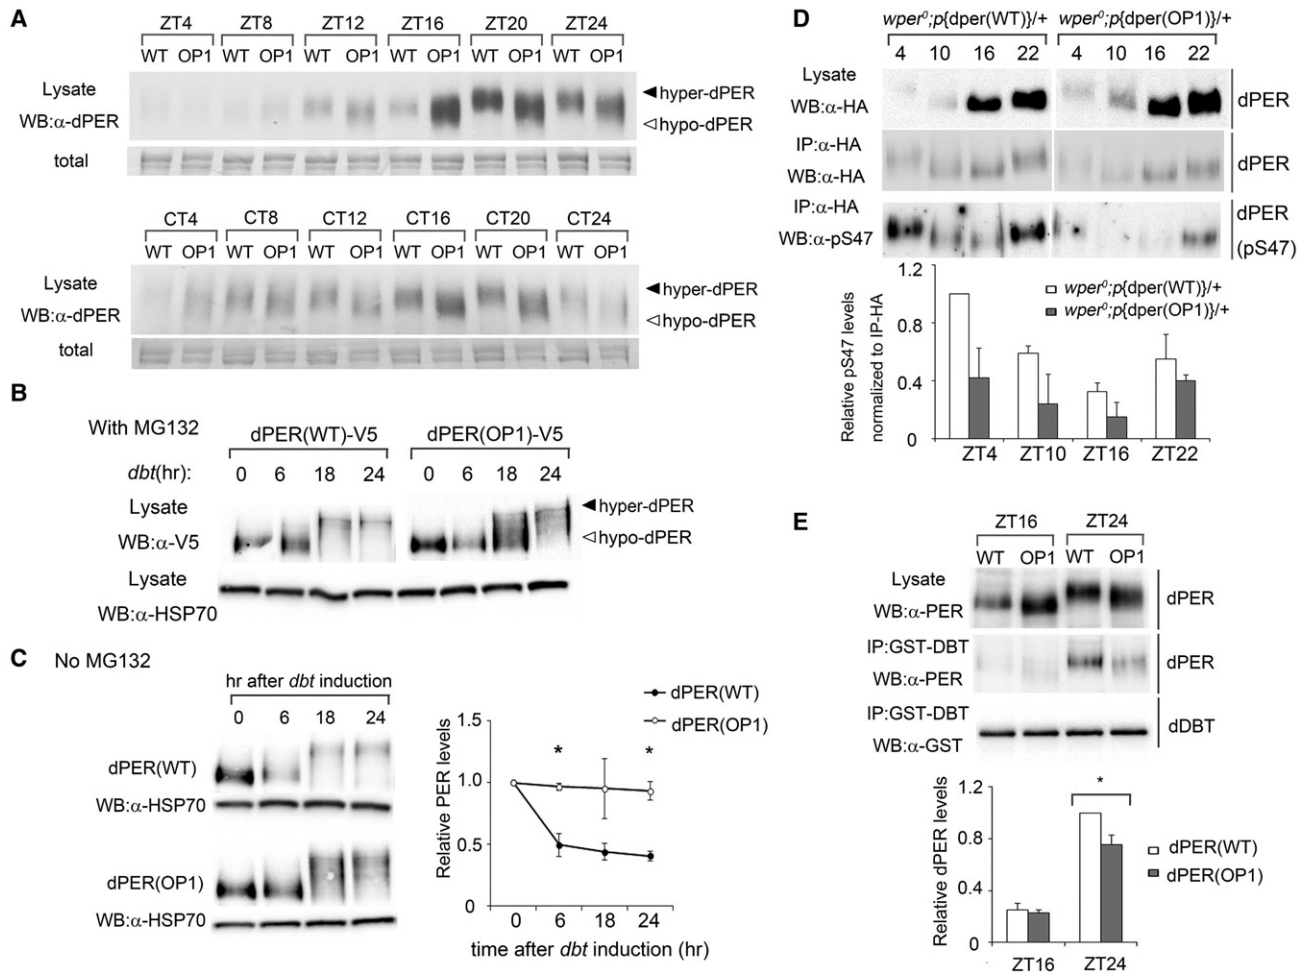 A
ZT4 ZT8 ZT12 ZT16 ZT20 ZT24
WT OP1 WT OP1 WT OP1 WT OP1 WT OP1 WT OP1
Lysate
WB:α-dPER
hyper-dPER
hypo-dPER
total
CT4 CT8 CT12 CT16 CT20 CT24
WT OP1 WT OP1 WT OP1 WT OP1 WT OP1 WT OP1
Lysate
WB:α-dPER
hyper-dPER
hypo-dPER
total
B
With MG132
dPER(WT)-V5 dPER(OP1)-V5
dbt(hr): 0 6 18 24 0 6 18 24
Lysate
WB:α-V5
hyper-dPER
hypo-dPER
Lysate
WB:α-HSP70
C
No MG132
hr after dbt induction
0 6 18 24
dPER(WT)
WB:α-HSP70
dPER(OP1)
WB:α-HSP70
dPER(WT)
dPER(OP1)
Relative PER levels
1.5
1.0
0.5
0
* *
0 6 18 24
time after dbt induction (hr)
D
wper⁰;p{dper(WT)}/+ wper⁰;p{dper(OP1)}/+
4 10 16 22 4 10 16 22
Lysate
WB:α-HA
dPER
IP:α-HA
WB:α-HA
dPER
IP:α-HA
WB:α-pS47
dPER
(pS47)
Relative pS47 levels
normalized to IP-HA
1.2
0.8
0.4
0
wper⁰;p{dper(WT)}/+
wper⁰;p{dper(OP1)}/+
ZT4 ZT10 ZT16 ZT22
E
ZT16 ZT24
WT OP1 WT OP1
Lysate
WB:α-PER
dPER
IP:GST-DBT
WB:α-PER
dPER
IP:GST-DBT
WB:α-GST
dDBT
Relative dPER levels
1.2
0.8
0.4
0
*
dPER(WT)
dPER(OP1)
ZT16 ZT24